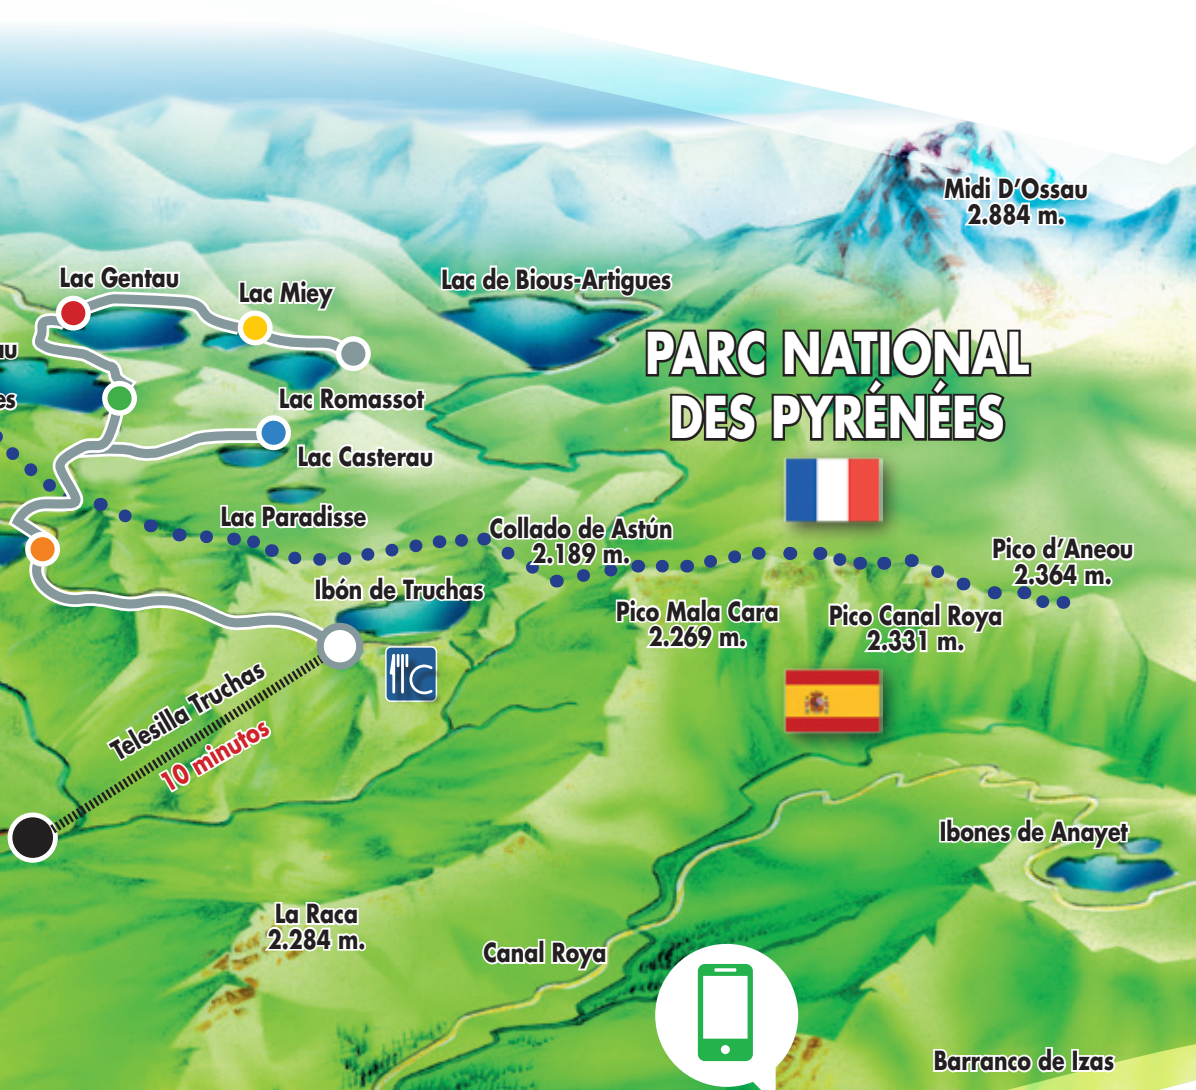 Midi D'Ossau
2.884 m.
Lac Gentau
Lac Miey
Lac de Bious-Artigues
PARC NATIONAL
DES PYRÉNÉES
Lac Romassot
Lac Casterau
Lac Paradisse
Collado de Astún
2.189 m.
Pico d'Aneou
2.364 m.
Ibón de Truchas
Pico Mala Cara
2.269 m.
Pico Canal Roya
2.331 m.
Telesilla Truchas
10 minutos
Ibones de Anayet
La Raca
2.284 m.
Canal Roya
Barranco de Izas